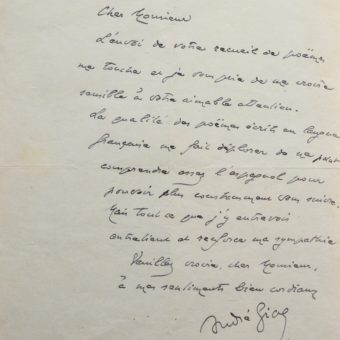 Cher Monsieur
L'envoi de votre recueil de poèmes
me touche et je vous prie de me croire
sensible à votre aimable attention.
La qualité des poèmes écrits en langue
française me fait déplorer de ne point
comprendre assez l'espagnol pour
pouvoir plus constamment vous suivre.
Mais tout ce que j'y entrevois
entretient et renforce ma sympathie
Veuillez croire, cher Monsieur,
à mes sentiments bien cordiaux
André Gide